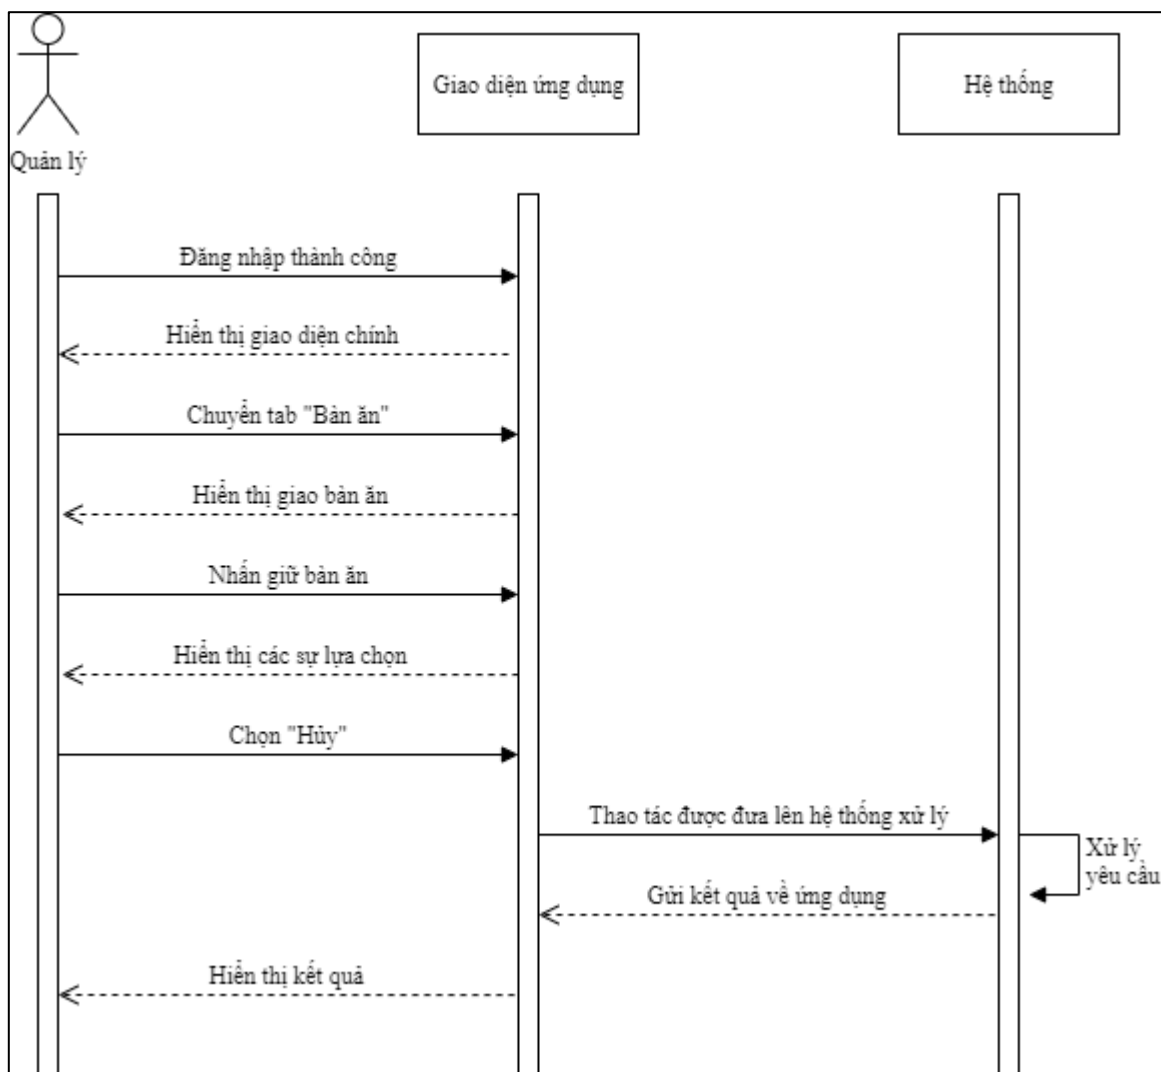 Giao diện ứng dụng
Hệ thống
Quản lý
Đăng nhập thành công
Hiển thị giao diện chính
Chuyển tab "Bàn ăn"
Hiển thị giao bàn ăn
Nhấn giữ bàn ăn
Hiển thị các sự lựa chọn
Chọn "Hủy"
Thao tác được đưa lên hệ thống xử lý
Xử lý
yêu cầu
Gửi kết quả về ứng dụng
Hiển thị kết quả